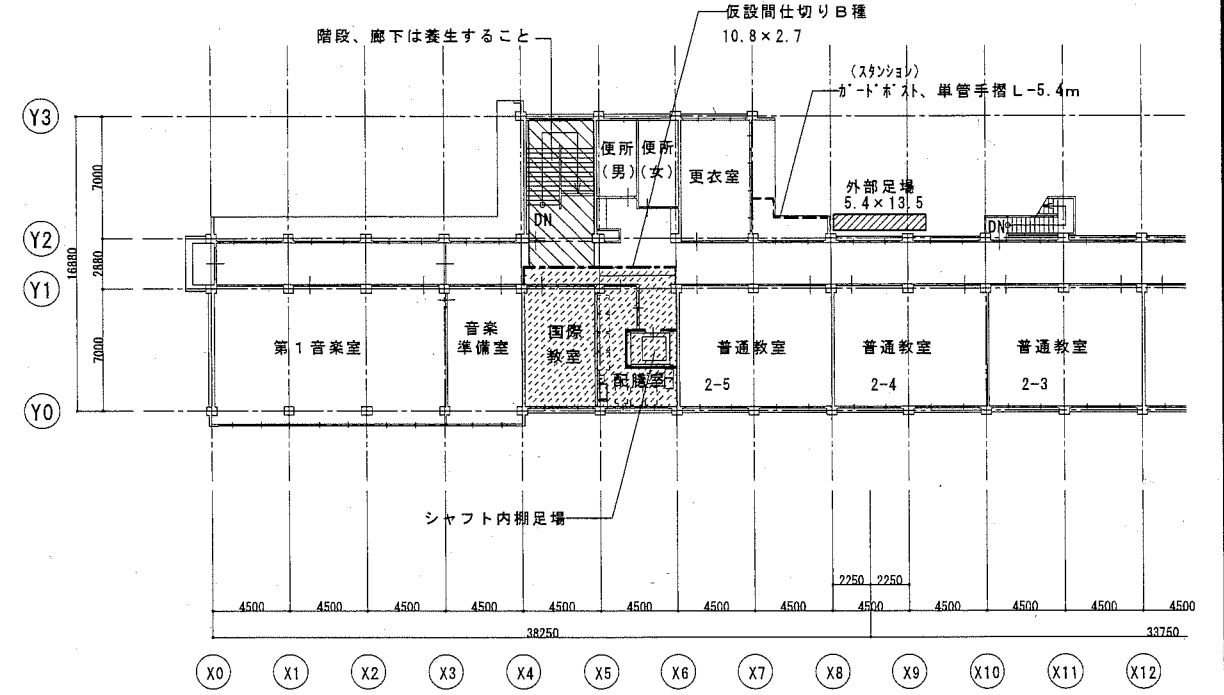 仮設間仕切りB種
10.8×2.7
階段、廊下は養生すること
(スタンション)
ガードポスト、単管手摺L-5.4m
Y3
7000
便所
(男)
便所
(女)
更衣室
外部足場
5.4×13.5
DN
DN
Y2
16880
2880
Y1
7000
第1音楽室
音楽
準備室
国際
教室
配膳室
普通教室
2-5
普通教室
2-4
普通教室
2-3
Y0
シャフト内棚足場
2250
2250
4500
4500
4500
4500
4500
4500
4500
4500
4500
4500
4500
4500
4500
38250
33750
X0
X1
X2
X3
X4
X5
X6
X7
X8
X9
X10
X11
X12